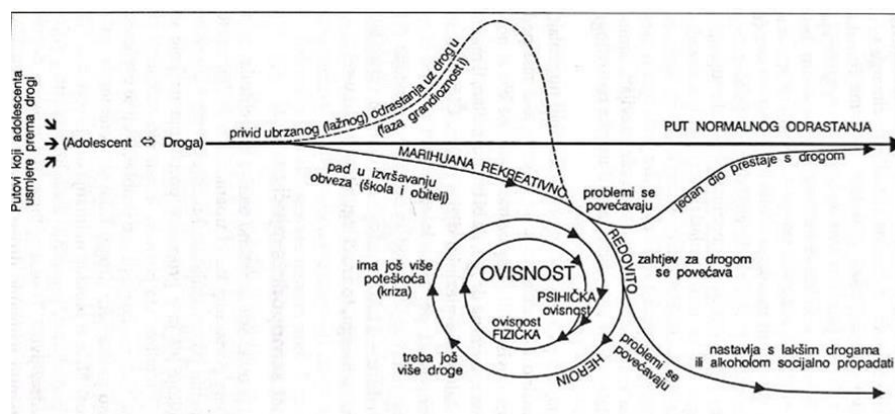 Putovi koji adolescenta
usmjere prema drogi
(Adolescent ⇔ Droga)
privid ubrzanog (lažnog) odrastanja uz drogu
(faza grandioznosti)
PUT NORMALNOG ODRASTANJA
MARIHUANA REKREATIVNO
pad u izvršavanju
obveza (škola i obitelj)
problemi se
povećavaju
jedan dio prestaje s drogom
REDOVITO
zahtjev za drogom
se povećava
OVISNOST
ima još više
poteškoća
(kriza)
PSIHIČKA
ovisnost
ovisnost
FIZIČKA
treba još
više droge
HEROIN
problemi se
povećavaju
nastavlja s lakšim drogama
ili alkoholom socijalno propadati